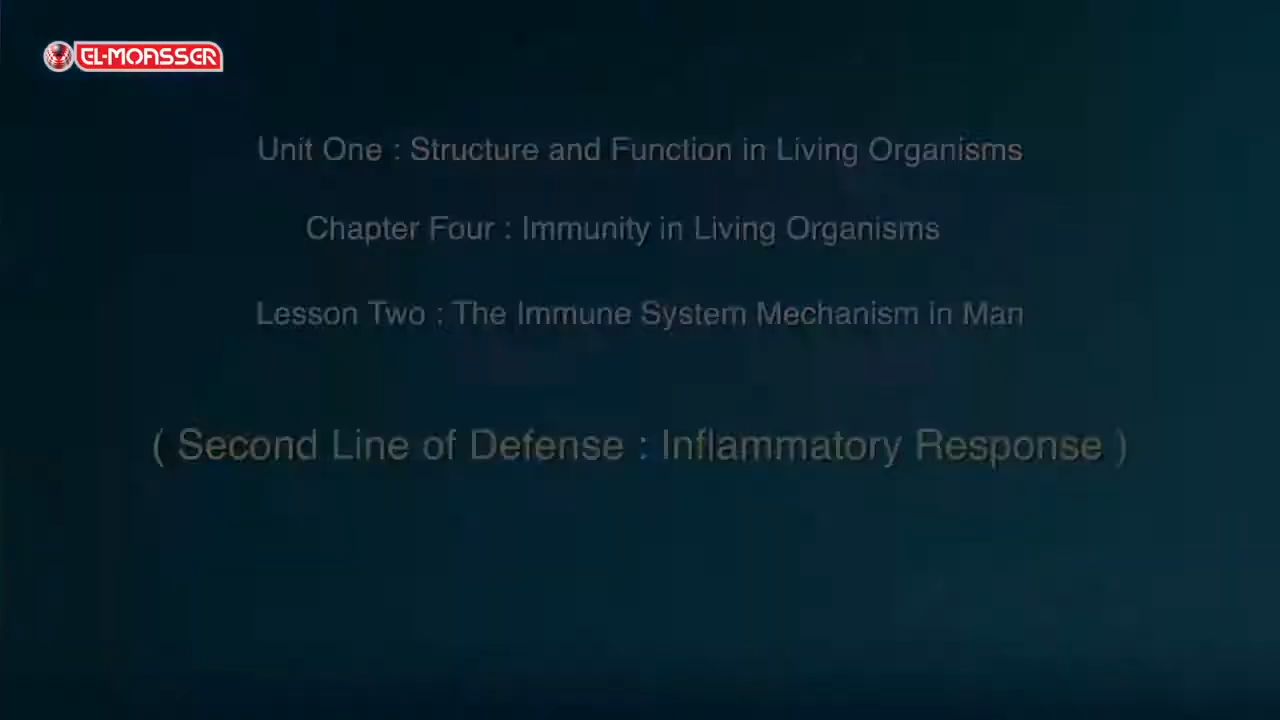 EL-MOASSER
Unit One : Structure and Function in Living Organisms
Chapter Four : Immunity in Living Organisms
Lesson Two : The Immune System Mechanism in Man
( Second Line of Defense : Inflammatory Response )